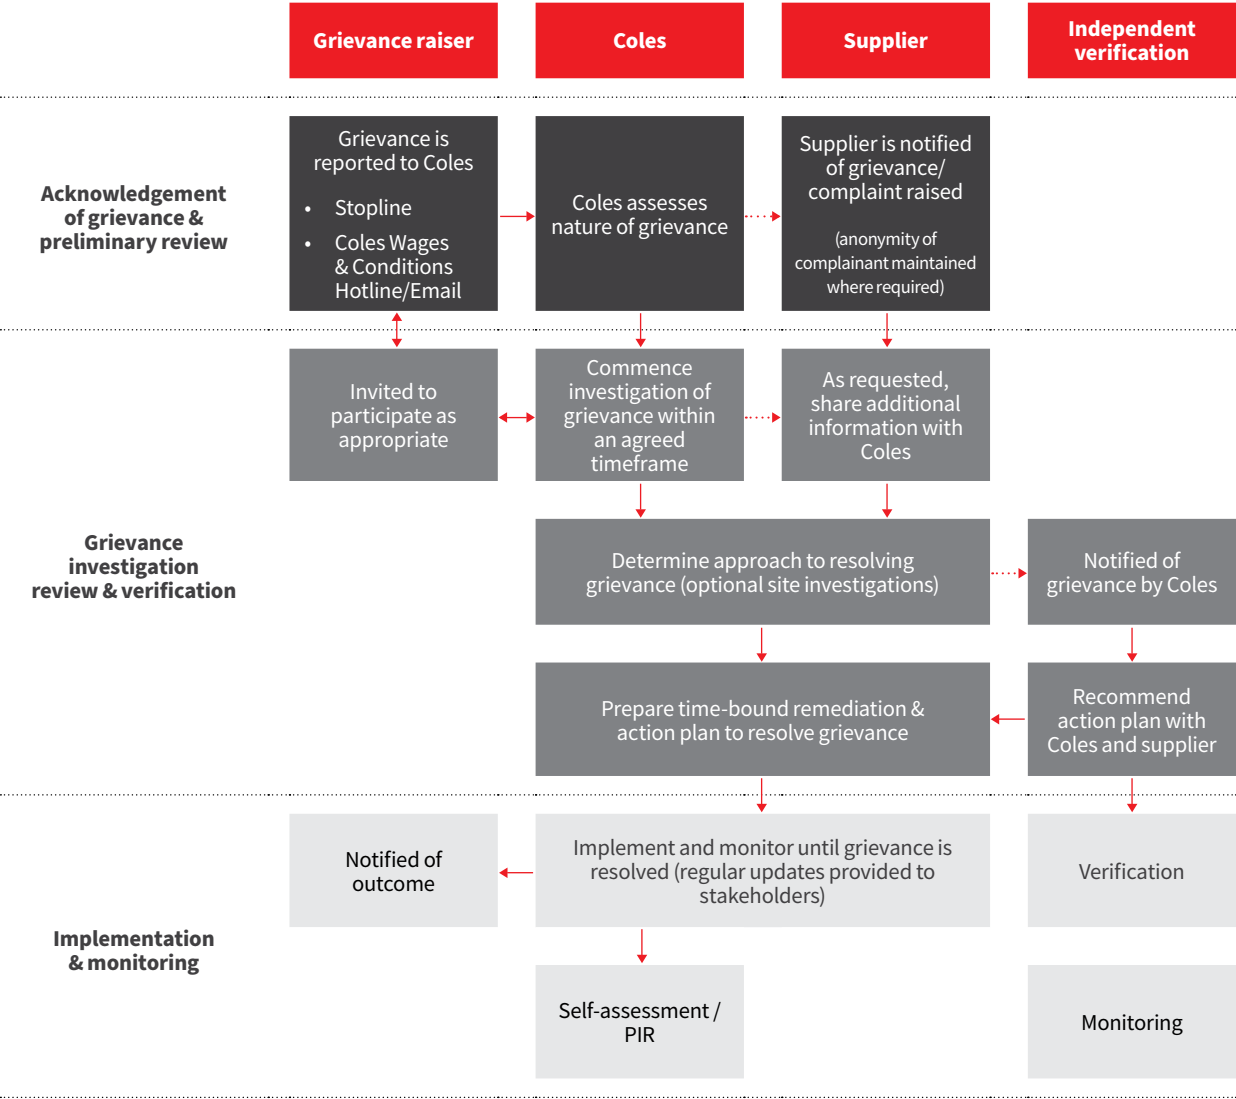 Grievance raiser
Coles
Supplier
Independent
verification
Acknowledgement
of grievance &
preliminary review
Grievance is
reported to Coles
• Stopline
• Coles Wages
& Conditions
Hotline/Email
Coles assesses
nature of grievance
Supplier is notified
of grievance/
complaint raised
(anonymity of
complainant maintained
where required)
Grievance
investigation
review & verification
Invited to
participate as
appropriate
Commence
investigation of
grievance within
an agreed
timeframe
As requested,
share additional
information with
Coles
Determine approach to resolving
grievance (optional site investigations)
Notified of
grievance by Coles
Prepare time-bound remediation &
action plan to resolve grievance
Recommend
action plan with
Coles and supplier
Implementation
& monitoring
Notified of
outcome
Implement and monitor until grievance is
resolved (regular updates provided to
stakeholders)
Verification
Self-assessment /
PIR
Monitoring